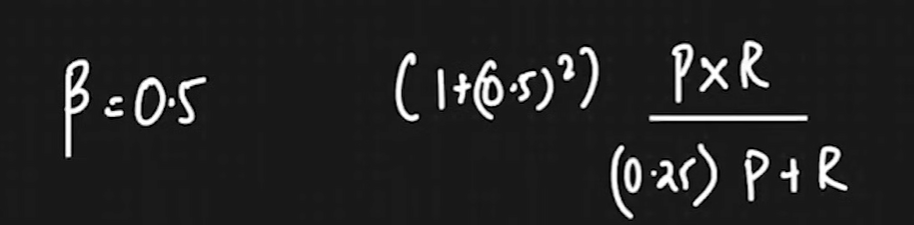 β = 0.5
(1+(0.5)²) P×R
(0.25) P + R